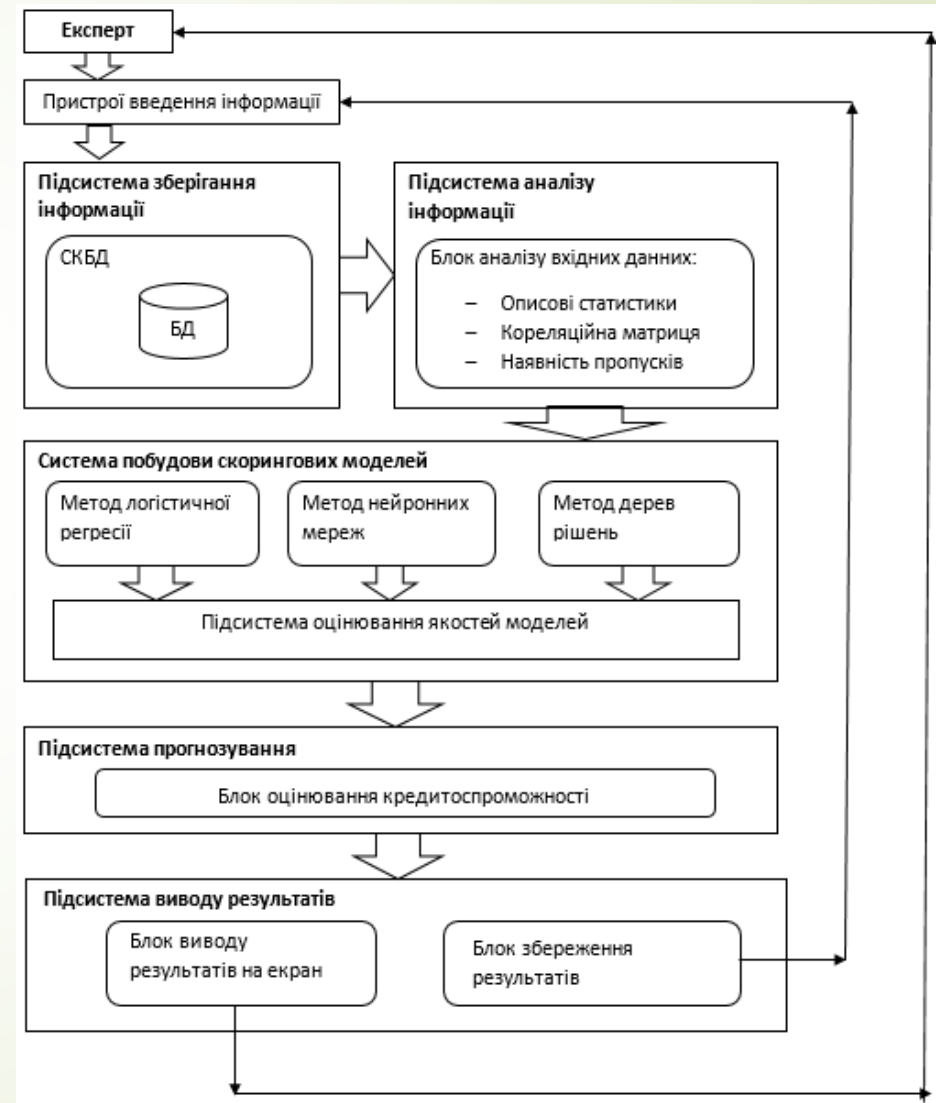 Експерт
Пристрої введення інформації
Підсистема зберігання
інформації
СКБД
БД
Підсистема аналізу
інформації
Блок аналізу вхідних данних:
– Описові статистики
– Кореляційна матриця
– Наявність пропусків
Система побудови скорингових моделей
Метод логістичної
регресії
Метод нейронних
мереж
Метод дерев
рішень
Підсистема оцінювання якостей моделей
Підсистема прогнозування
Блок оцінювання кредитоспроможності
Підсистема виводу результатів
Блок виводу
результатів на екран
Блок збереження
результатів